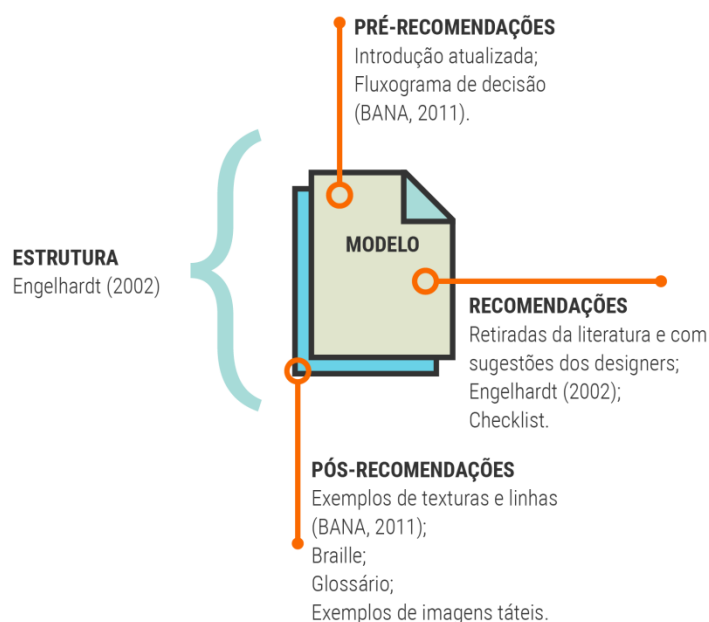 PRÉ-RECOMENDAÇÕES
Introdução atualizada;
Fluxograma de decisão
(BANA, 2011).
ESTRUTURA
Engelhardt (2002)
MODELO
RECOMENDAÇÕES
Retiradas da literatura e com
sugestões dos designers;
Engelhardt (2002);
Checklist.
PÓS-RECOMENDAÇÕES
Exemplos de texturas e linhas
(BANA, 2011);
Braille;
Glossário;
Exemplos de imagens táteis.